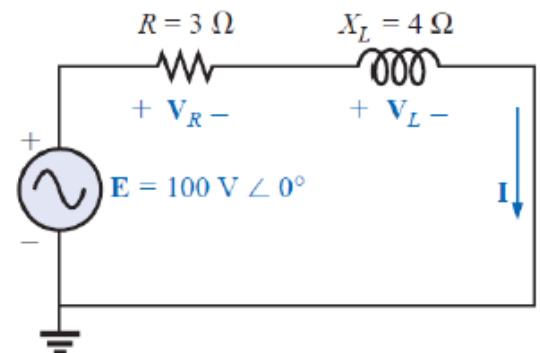 R = 3 Ω
X_L = 4 Ω
+ V_R −
+ V_L −
+
E = 100 V ∠ 0°
I
−